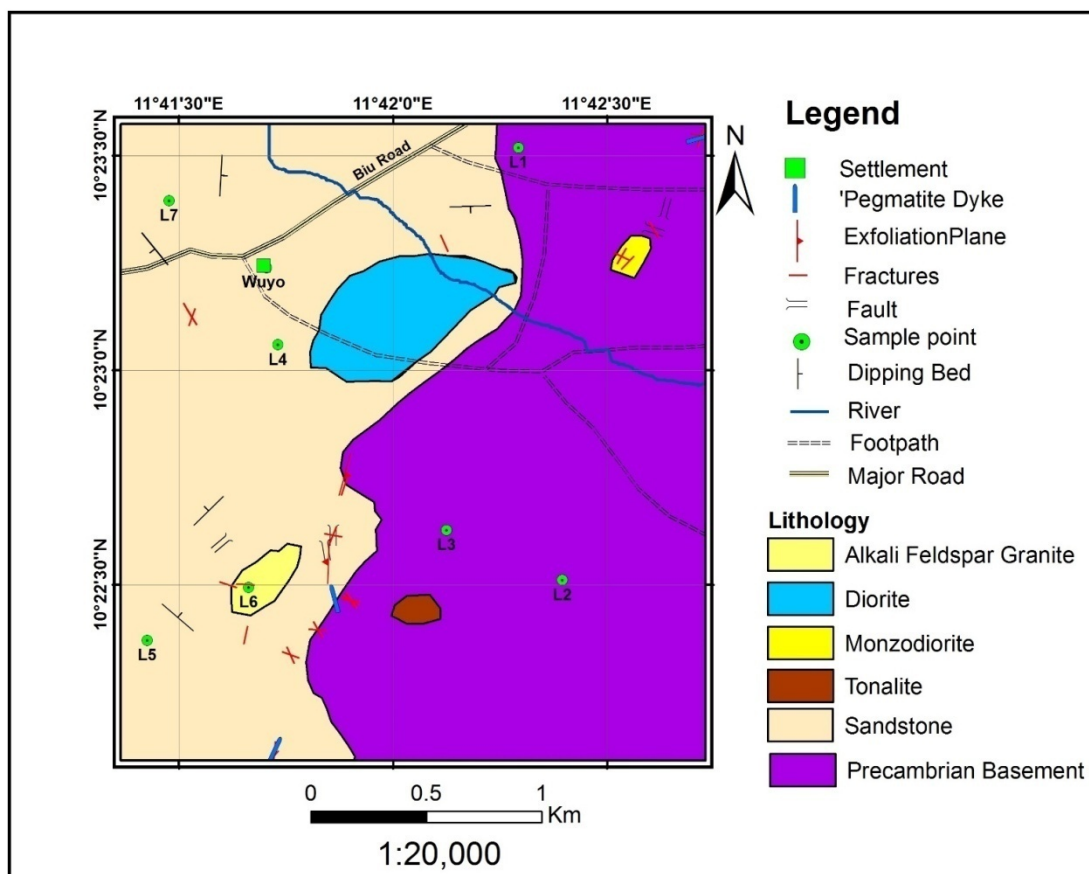 11°41'30"E 11°42'0"E 11°42'30"E
10°23'30"N
10°23'0"N
10°22'30"N
Biu Road
L1
L7
Wuyo
L4
L3
L2
L6
L5
N
Legend
Settlement
'Pegmatite Dyke
ExfoliationPlane
Fractures
Fault
Sample point
Dipping Bed
River
Footpath
Major Road
Lithology
Alkali Feldspar Granite
Diorite
Monzodiorite
Tonalite
Sandstone
Precambrian Basement
0 0.5 1
Km
1:20,000